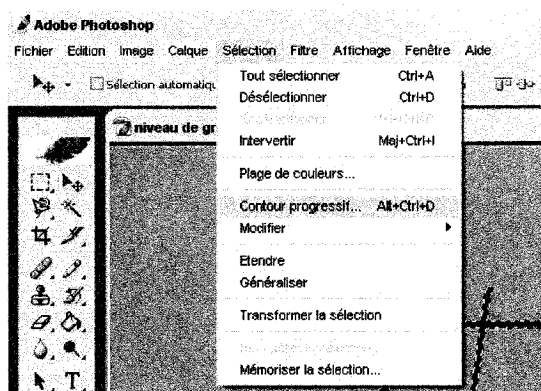 Adobe Photoshop
Fichier Edition Image Calque Sélection Filtre Affichage Fenêtre Aide
Sélection automatiqu
niveau de gr
Tout sélectionner Ctrl+A
Désélectionner Ctrl+D
Intervertir Maj+Ctrl+I
Plage de couleurs...
Contour progressif... Alt+Ctrl+D
Modifier
Etendre
Généraliser
Transformer la sélection
Mémoriser la sélection...